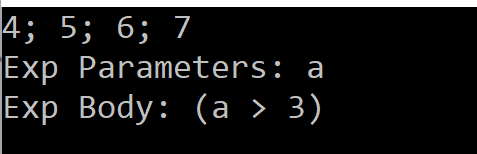 4; 5; 6; 7
Exp Parameters: a
Exp Body: (a > 3)